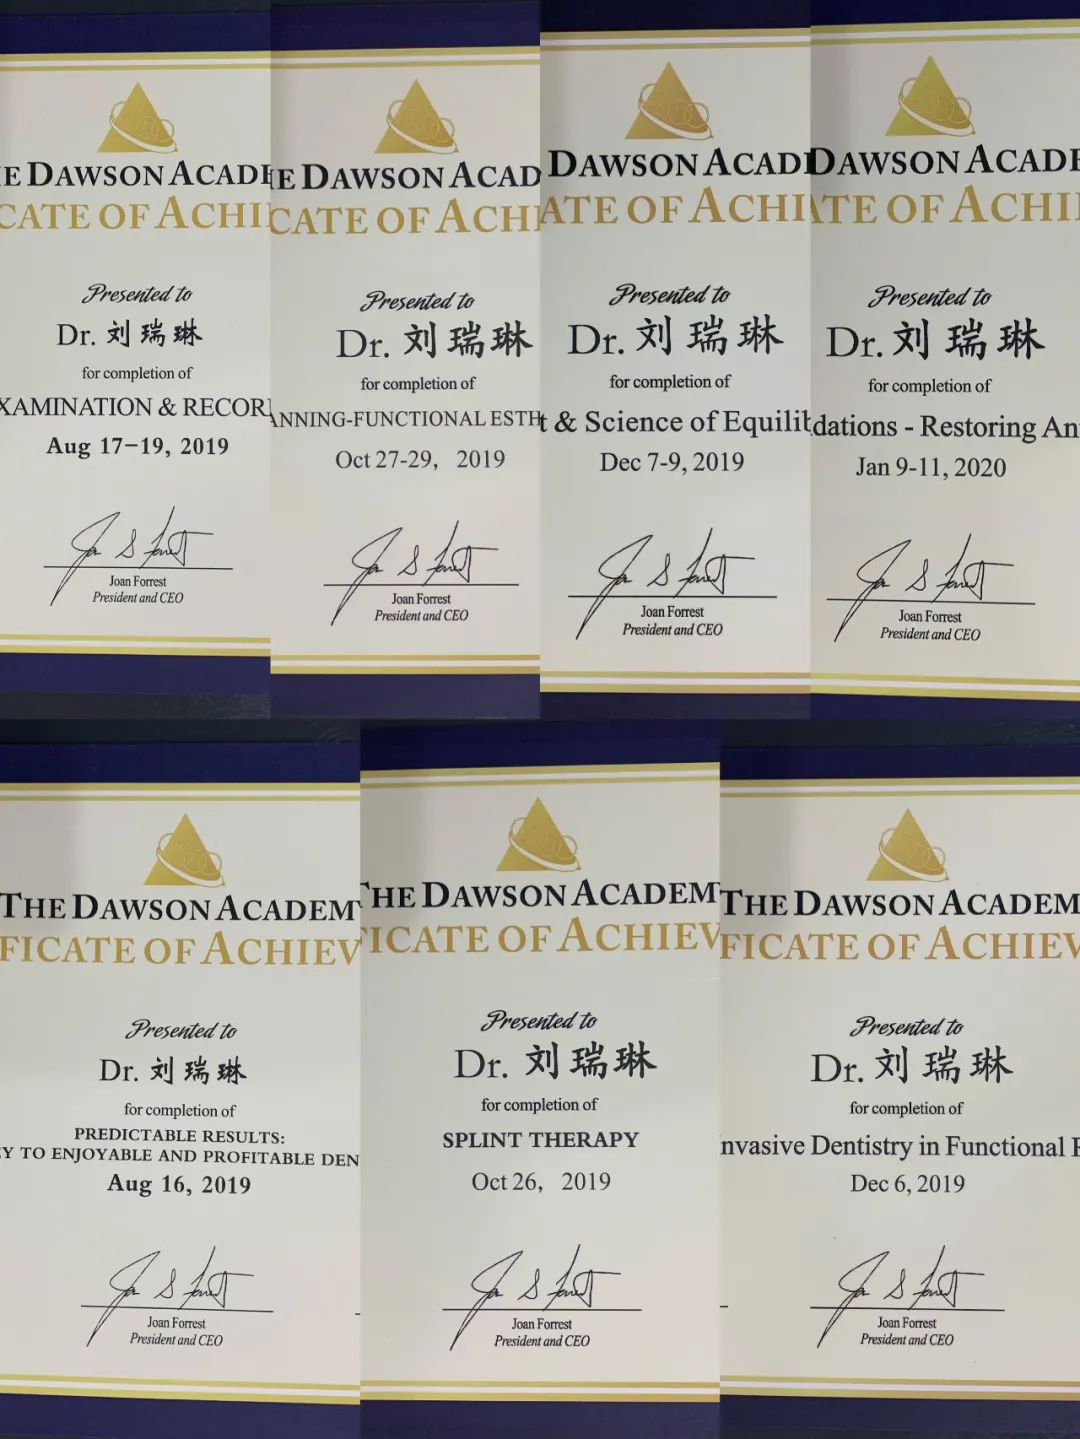 E DAWSON ACADE
CATE OF ACHI
Presented to
Dr. 刘瑞琳
for completion of
XAMINATION & RECOR
Aug 17-19, 2019
Joan Forrest
President and CEO
E DAWSON ACAD
CATE OF ACHI
Presented to
Dr. 刘瑞琳
for completion of
ANNING-FUNCTIONAL ESTH
Oct 27-29, 2019
Joan Forrest
President and CEO
DAWSON ACADE
ATE OF ACHI
Presented to
Dr. 刘瑞琳
for completion of
t & Science of Equilib
Dec 7-9, 2019
Joan Forrest
President and CEO
DAWSON ACADE
ATE OF ACHI
Presented to
Dr. 刘瑞琳
for completion of
dations - Restoring An
Jan 9-11, 2020
Joan Forrest
President and CEO
THE DAWSON ACADEM
FICATE OF ACHIEV
Presented to
Dr. 刘瑞琳
for completion of
PREDICTABLE RESULTS:
EY TO ENJOYABLE AND PROFITABLE DEN
Aug 16, 2019
Joan Forrest
President and CEO
THE DAWSON ACADEM
FICATE OF ACHIEV
Presented to
Dr. 刘瑞琳
for completion of
SPLINT THERAPY
Oct 26, 2019
Joan Forrest
President and CEO
THE DAWSON ACADEM
FICATE OF ACHIEV
Presented to
Dr. 刘瑞琳
for completion of
nvasive Dentistry in Functional R
Dec 6, 2019
Joan Forrest
President and CEO